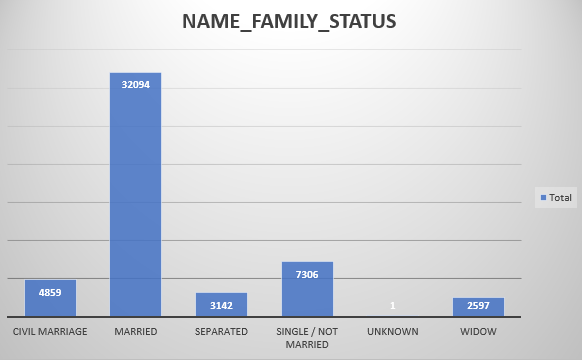 NAME_FAMILY_STATUS
32094
4859
3142
7306
1
2597
Total
CIVIL MARRIAGE
MARRIED
SEPARATED
SINGLE / NOT
MARRIED
UNKNOWN
WIDOW